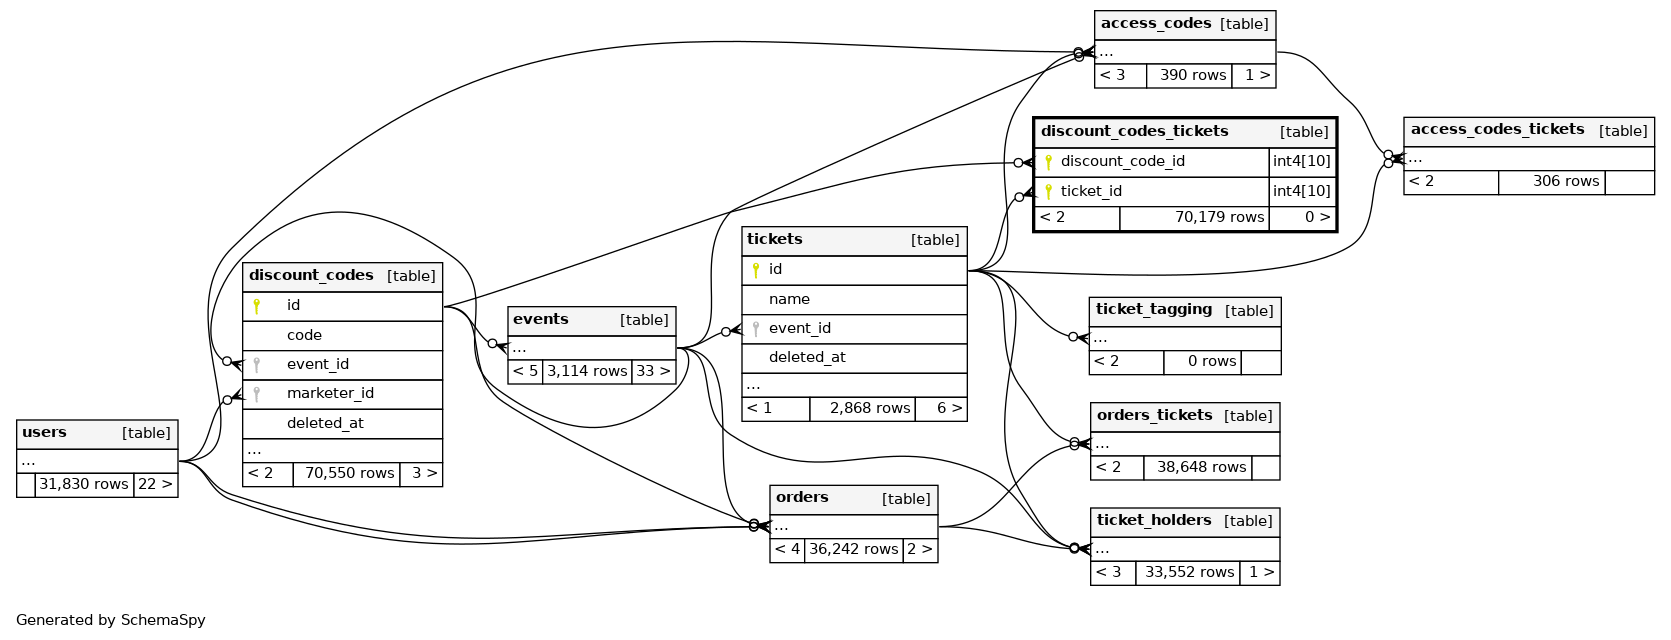 access_codes [table]
...
< 3 390 rows 1 >
discount_codes_tickets [table]
discount_code_id int4[10]
ticket_id int4[10]
< 2 70,179 rows 0 >
access_codes_tickets [table]
...
< 2 306 rows
tickets [table]
id
name
event_id
deleted_at
...
< 1 2,868 rows 6 >
discount_codes [table]
id
code
event_id
marketer_id
deleted_at
...
< 2 70,550 rows 3 >
events [table]
...
< 5 3,114 rows 33 >
ticket_tagging [table]
...
< 2 0 rows
users [table]
...
31,830 rows 22 >
orders_tickets [table]
...
< 2 38,648 rows
orders [table]
...
< 4 36,242 rows 2 >
ticket_holders [table]
...
< 3 33,552 rows 1 >
Generated by SchemaSpy